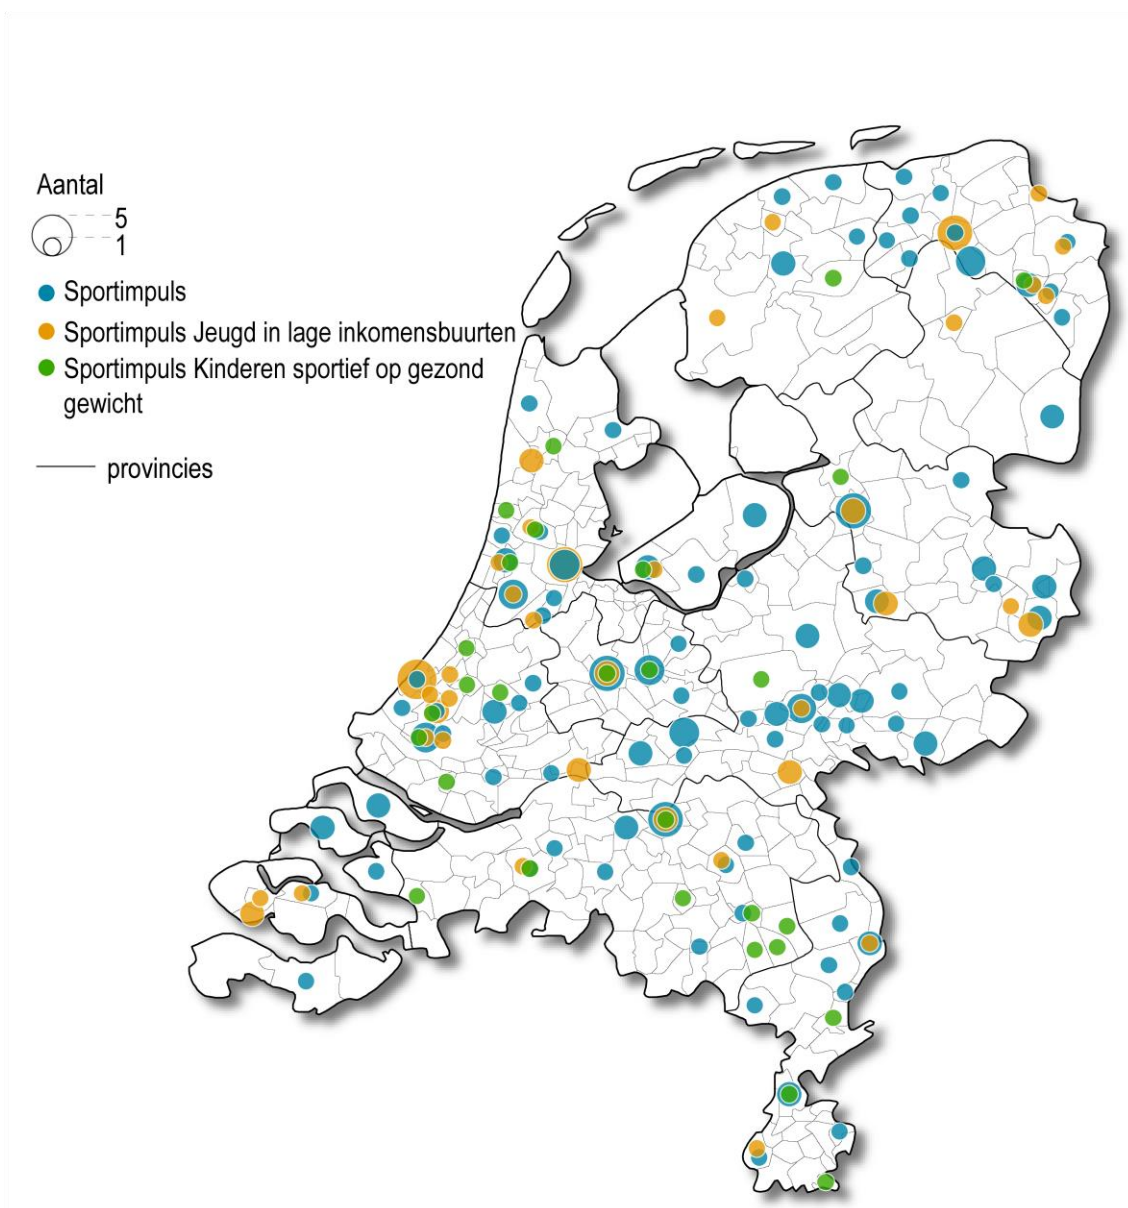 Aantal
5
1
Sportimpuls
Sportimpuls Jeugd in lage inkomensbuurten
Sportimpuls Kinderen sportief op gezond
gewicht
provincies